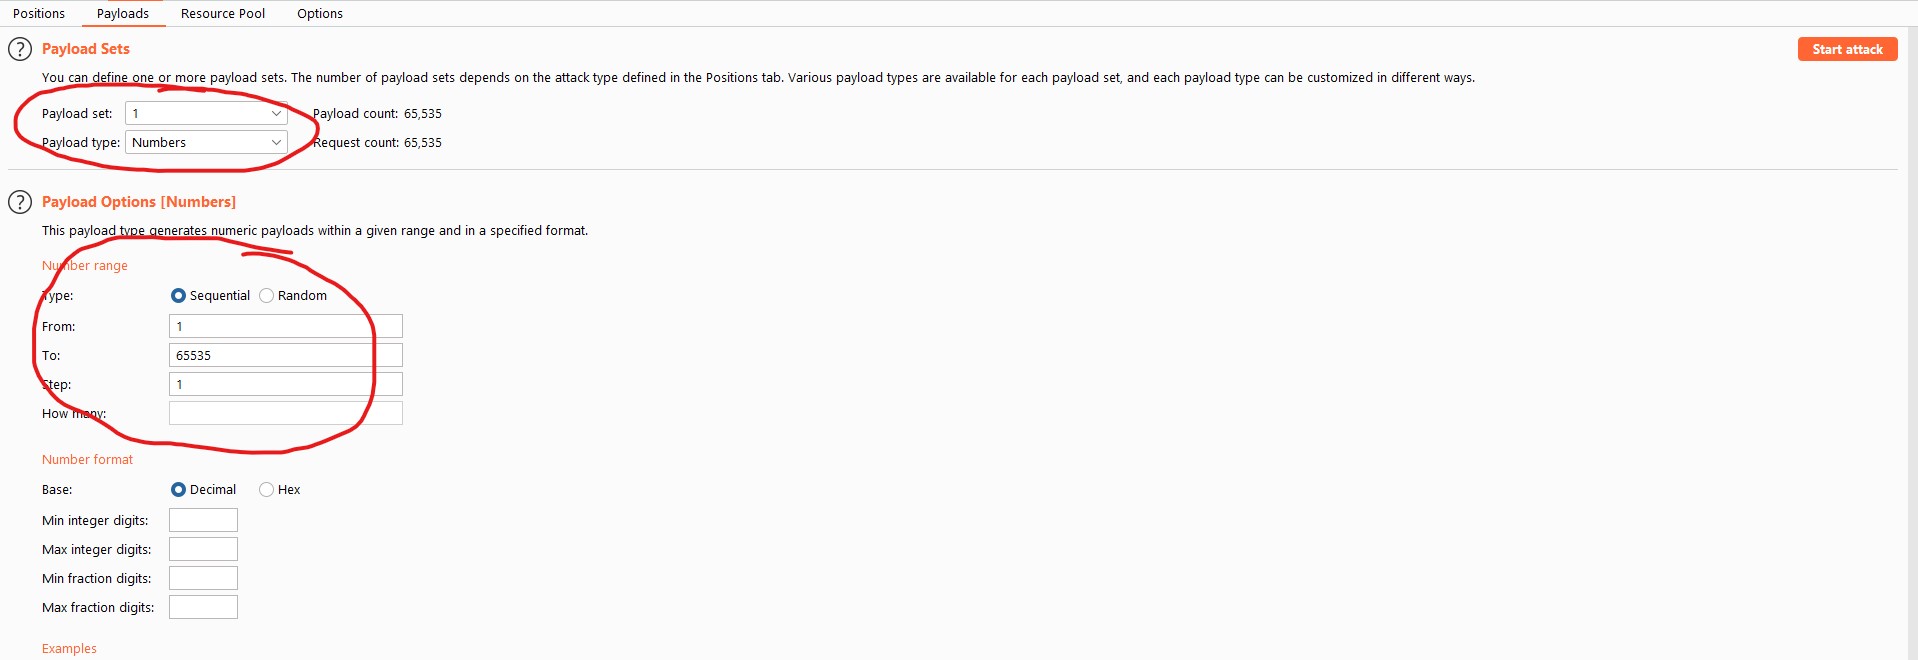 Positions Payloads Resource Pool Options
Payload Sets
Start attack
You can define one or more payload sets. The number of payload sets depends on the attack type defined in the Positions tab. Various payload types are available for each payload set, and each payload type can be customized in different ways.
Payload set: 1 Payload count: 65,535
Payload type: Numbers Request count: 65,535
Payload Options [Numbers]
This payload type generates numeric payloads within a given range and in a specified format.
Number range
Type: Sequential Random
From: 1
To: 65535
Step: 1
How many:
Number format
Base: Decimal Hex
Min integer digits:
Max integer digits:
Min fraction digits:
Max fraction digits:
Examples